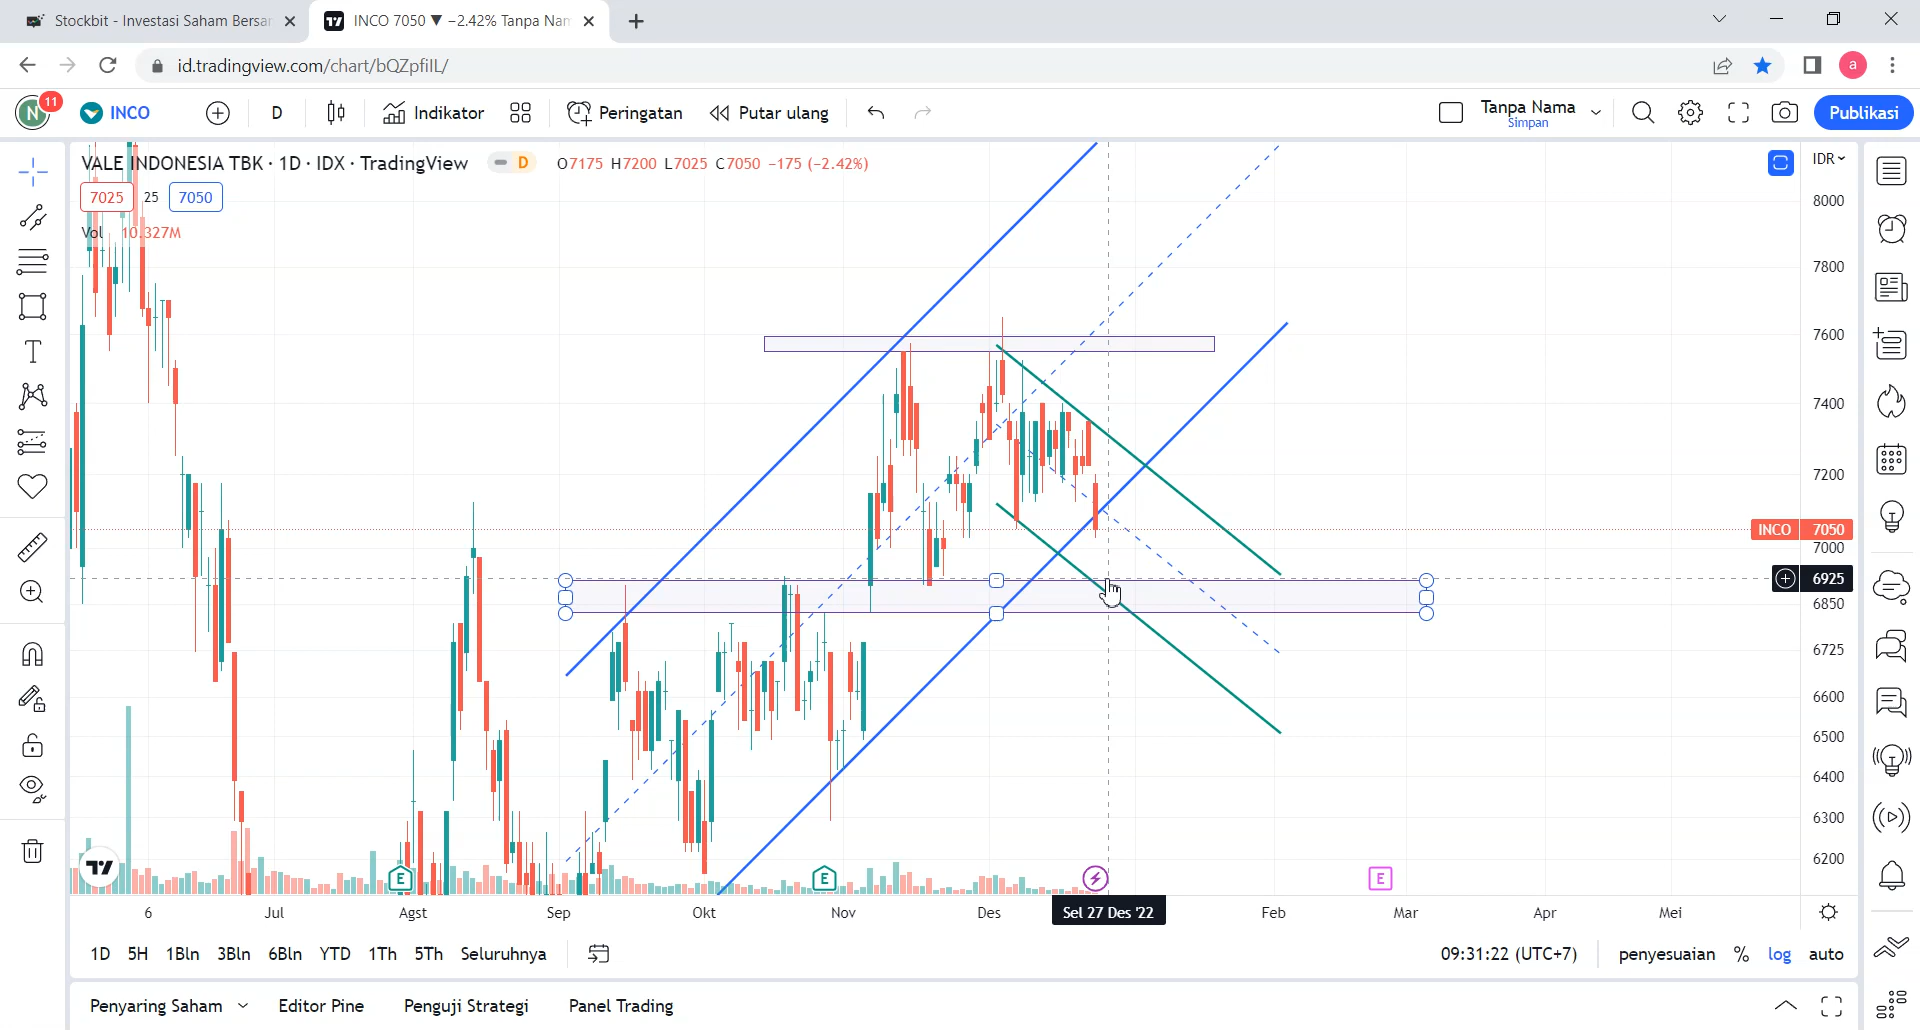 Stockbit - Investasi Saham Bersa
INCO 7050 ▼ −2.42% Tanpa Nam
id.tradingview.com/chart/bQZpfiIL/
a
N
11
INCO
D
Indikator
Peringatan
Putar ulang
Tanpa Nama
Simpan
Publikasi
VALE INDONESIA TBK · 1D · IDX · TradingView
D
O7175 H7200 L7025 C7050 −175 (−2.42%)
IDR
7025
25
7050
Vol 10.327M
8000
7800
7600
7400
7200
INCO 7050
7000
6925
6850
6725
6600
6500
6400
6300
6200
E
E
E
6
Jul
Agst
Sep
Okt
Nov
Des
Sel 27 Des '22
Feb
Mar
Apr
Mei
1D 5H 1Bln 3Bln 6Bln YTD 1Th 5Th Seluruhnya
09:31:22 (UTC+7)
penyesuaian % log auto
Penyaring Saham
Editor Pine
Penguji Strategi
Panel Trading